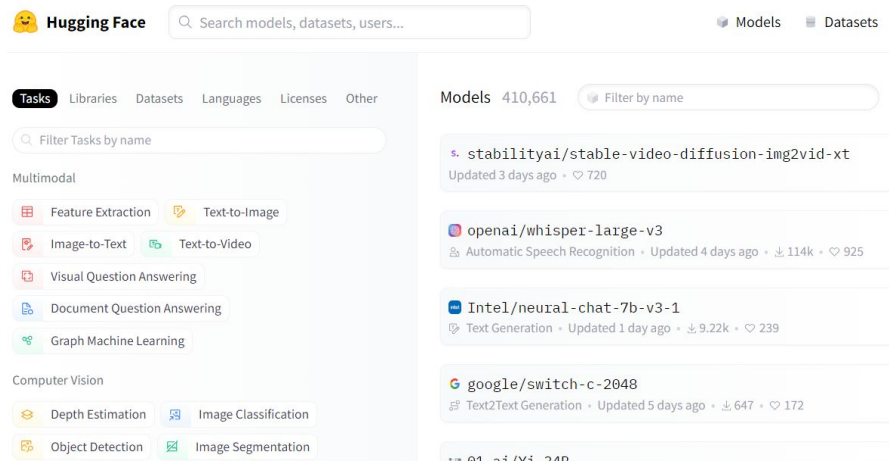 Hugging Face
Search models, datasets, users...
Models
Datasets
Tasks Libraries Datasets Languages Licenses Other
Filter Tasks by name
Multimodal
Feature Extraction Text-to-Image
Image-to-Text Text-to-Video
Visual Question Answering
Document Question Answering
Graph Machine Learning
Computer Vision
Depth Estimation Image Classification
Object Detection Image Segmentation
Models 410,661 Filter by name
stabilityai/stable-video-diffusion-img2vid-xt
Updated 3 days ago • 720
openai/whisper-large-v3
Automatic Speech Recognition • Updated 4 days ago • 114k • 925
Intel/neural-chat-7b-v3-1
Text Generation • Updated 1 day ago • 9.22k • 239
google/switch-c-2048
Text2Text Generation • Updated 5 days ago • 647 • 172
01-ai/Yi-34B